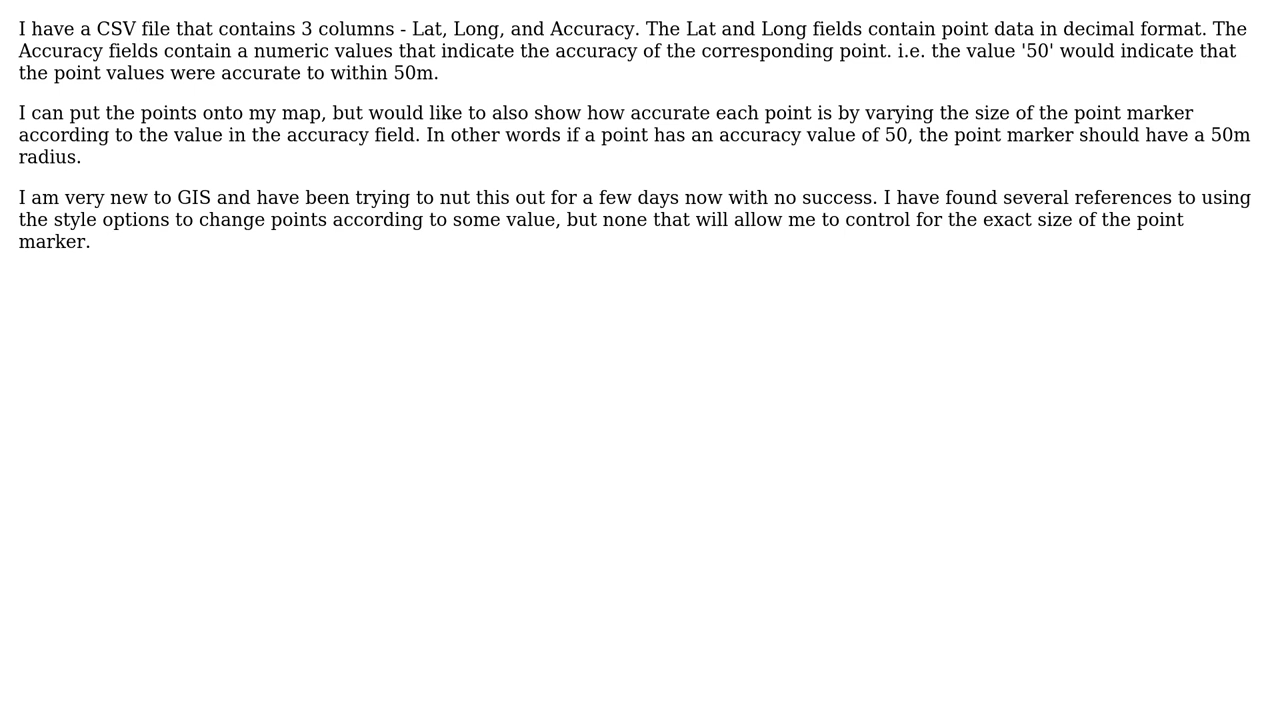 I have a CSV file that contains 3 columns - Lat, Long, and Accuracy. The Lat and Long fields contain point data in decimal format. The
Accuracy fields contain a numeric values that indicate the accuracy of the corresponding point. i.e. the value '50' would indicate that
the point values were accurate to within 50m.
I can put the points onto my map, but would like to also show how accurate each point is by varying the size of the point marker
according to the value in the accuracy field. In other words if a point has an accuracy value of 50, the point marker should have a 50m
radius.
I am very new to GIS and have been trying to nut this out for a few days now with no success. I have found several references to using
the style options to change points according to some value, but none that will allow me to control for the exact size of the point
marker.